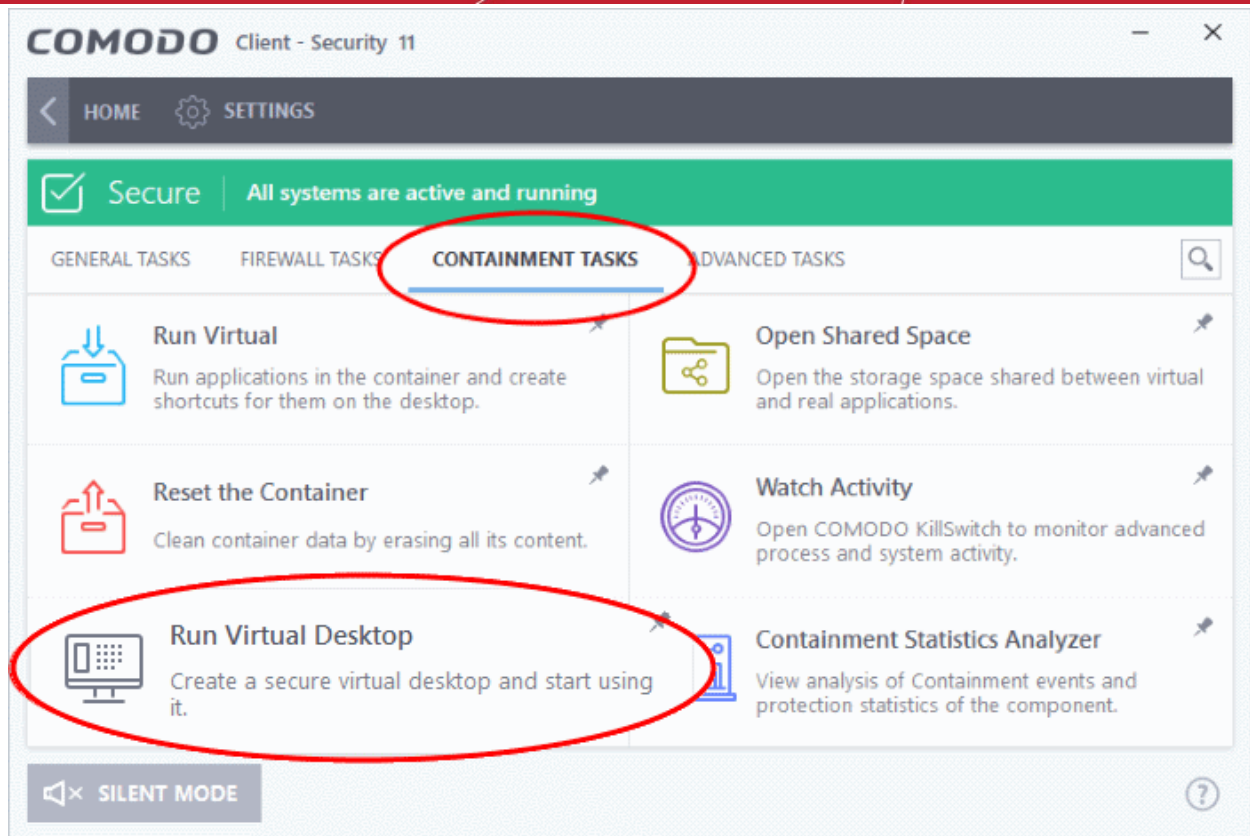 COMODO Client - Security 11
HOME SETTINGS
Secure All systems are active and running
GENERAL TASKS FIREWALL TASKS CONTAINMENT TASKS ADVANCED TASKS
Run Virtual
Run applications in the container and create
shortcuts for them on the desktop.
Open Shared Space
Open the storage space shared between virtual
and real applications.
Reset the Container
Clean container data by erasing all its content.
Watch Activity
Open COMODO KillSwitch to monitor advanced
process and system activity.
Run Virtual Desktop
Create a secure virtual desktop and start using
it.
Containment Statistics Analyzer
View analysis of Containment events and
protection statistics of the component.
SILENT MODE
?